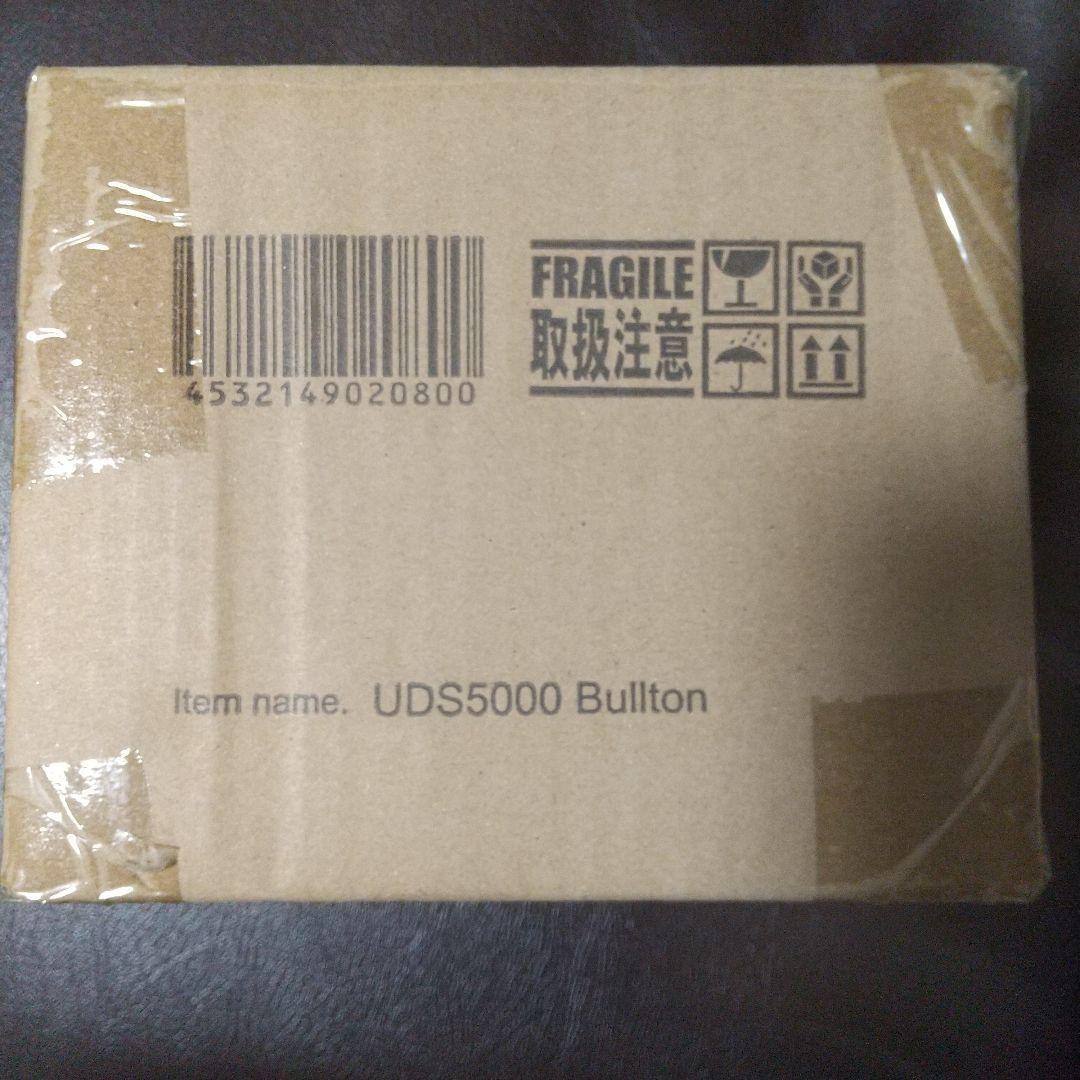 4532149020800
FRAGILE
取扱注意
Item name. UDS5000 Bullton